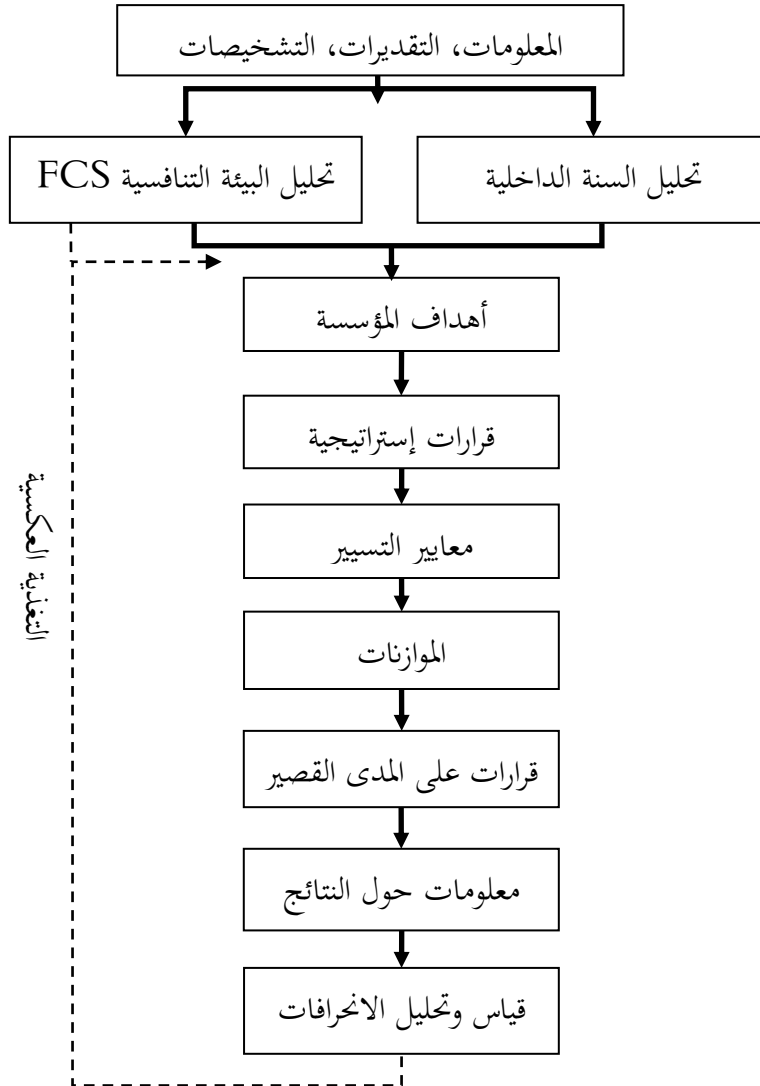 المعلومات، التقديرات، التشخيصات
تحليل السنة الداخلية
تحليل البيئة التنافسية FCS
أهداف المؤسسة
قرارات إستراتيجية
معايير التسيير
الموازنات
قرارات على المدى القصير
معلومات حول النتائج
قياس وتحليل الانحرافات
التغذية العكسية